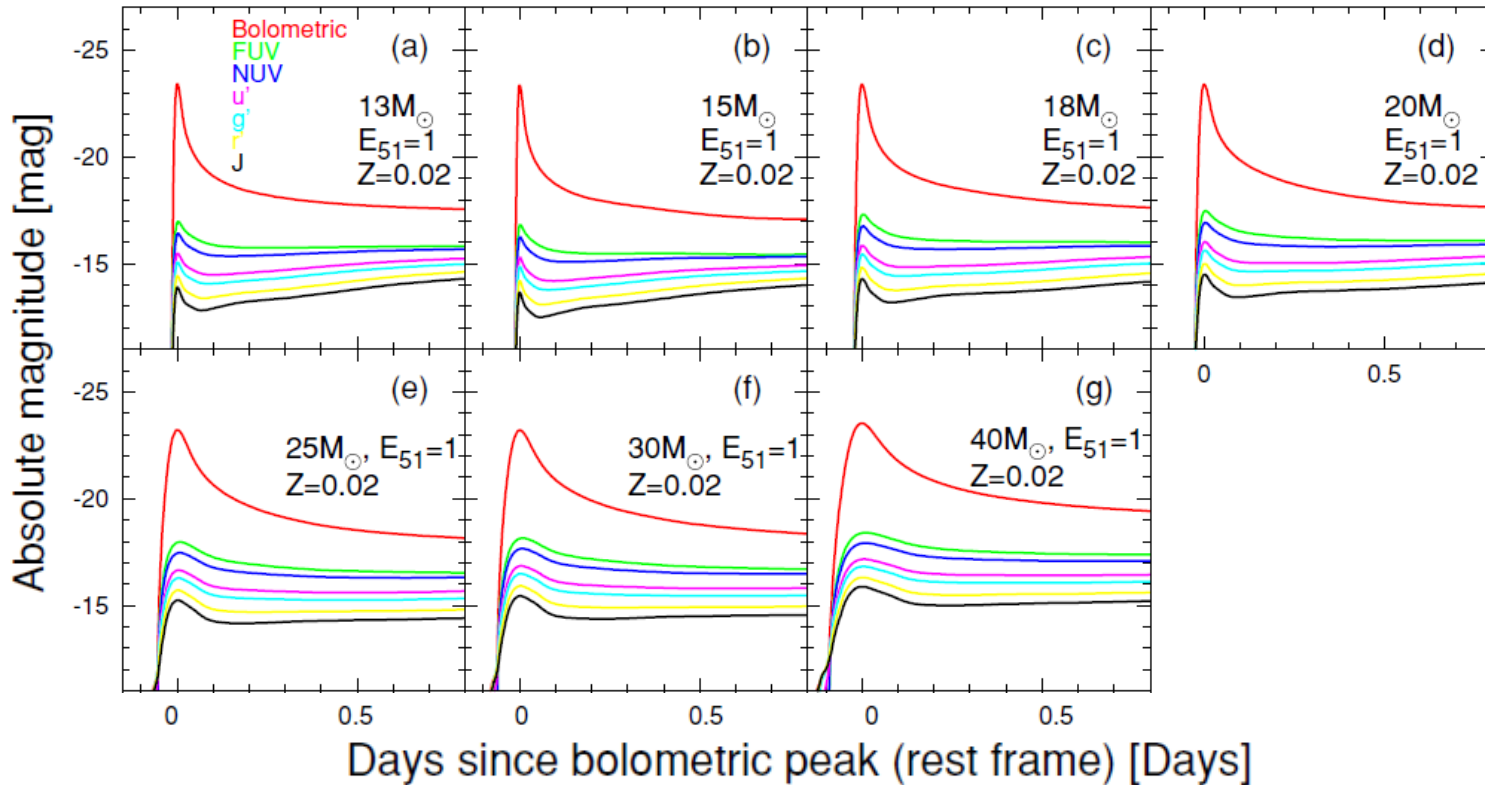 Absolute magnitude [mag]
-25
-20
-15
Bolometric
FUV
NUV
u'
g'
r'
J
(a)
13M☉
E51=1
Z=0.02
(b)
15M☉
E51=1
Z=0.02
(c)
18M☉
E51=1
Z=0.02
(d)
20M☉
E51=1
Z=0.02
0
0.5
-25
-20
-15
(e)
25M☉, E51=1
Z=0.02
(f)
30M☉, E51=1
Z=0.02
(g)
40M☉, E51=1
Z=0.02
0
0.5
0
0.5
0
0.5
Days since bolometric peak (rest frame) [Days]